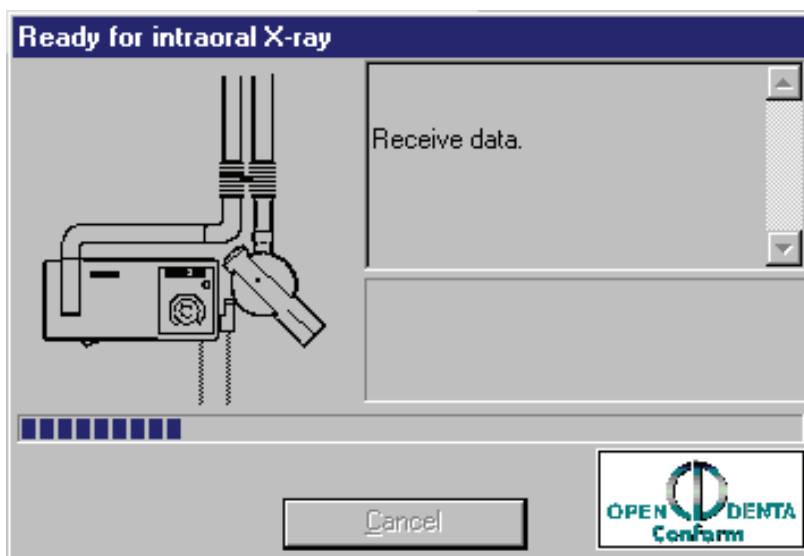 Ready for intraoral X-ray
Receive data.
Cancel
OPEN DENTA
Conform